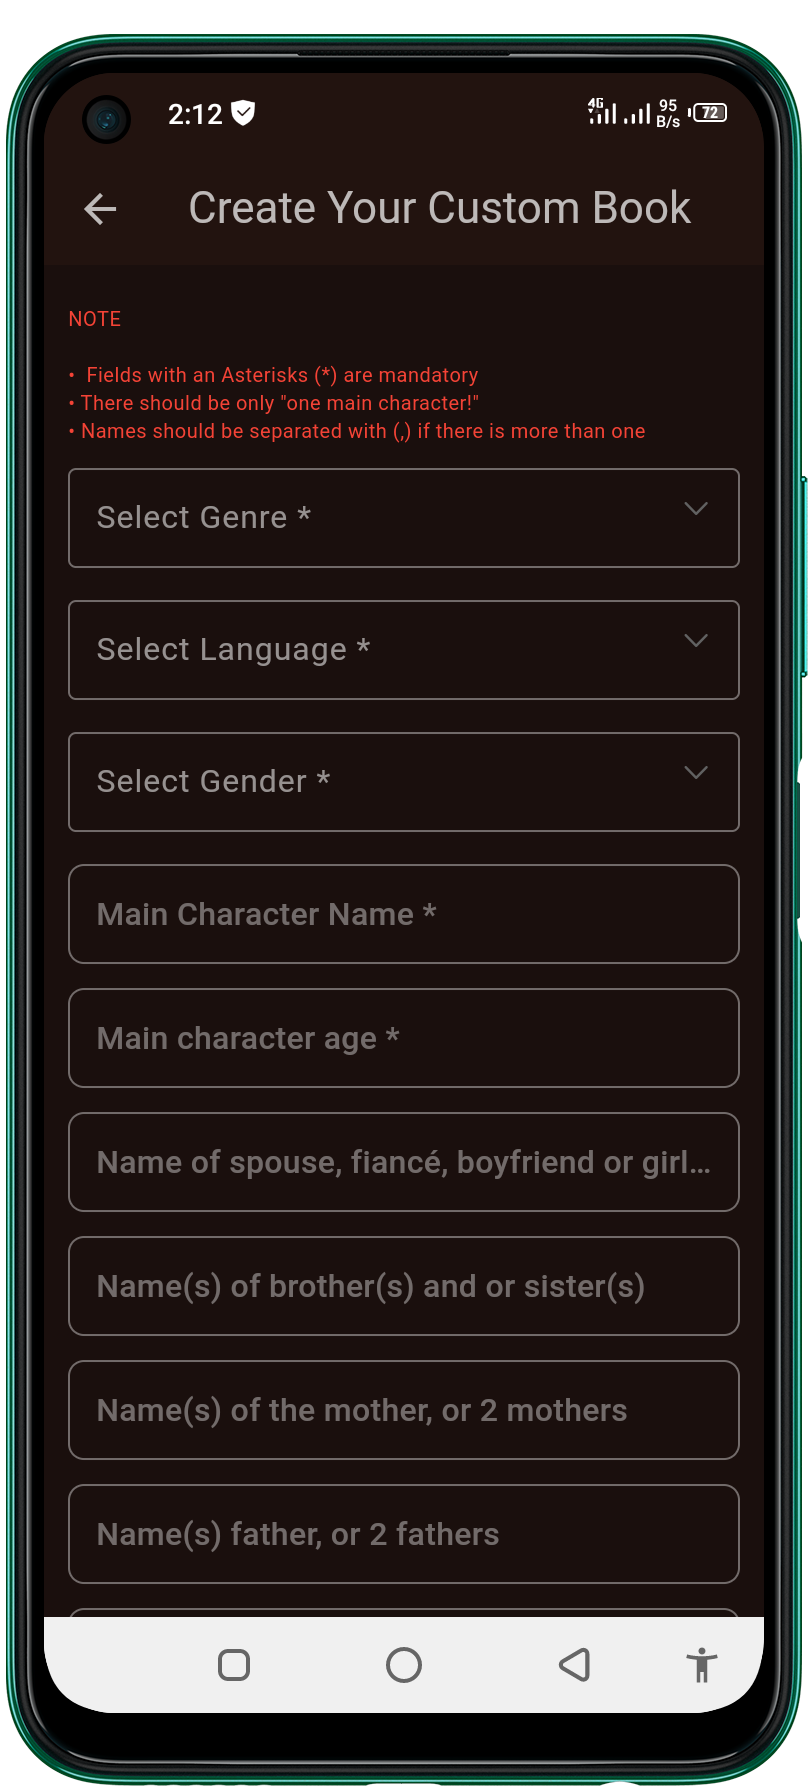 2:12
4G
95
B/s
72
Create Your Custom Book
NOTE
• Fields with an Asterisks (*) are mandatory
• There should be only "one main character!"
• Names should be separated with (,) if there is more than one
Select Genre *
Select Language *
Select Gender *
Main Character Name *
Main character age *
Name of spouse, fiancé, boyfriend or girl...
Name(s) of brother(s) and or sister(s)
Name(s) of the mother, or 2 mothers
Name(s) father, or 2 fathers